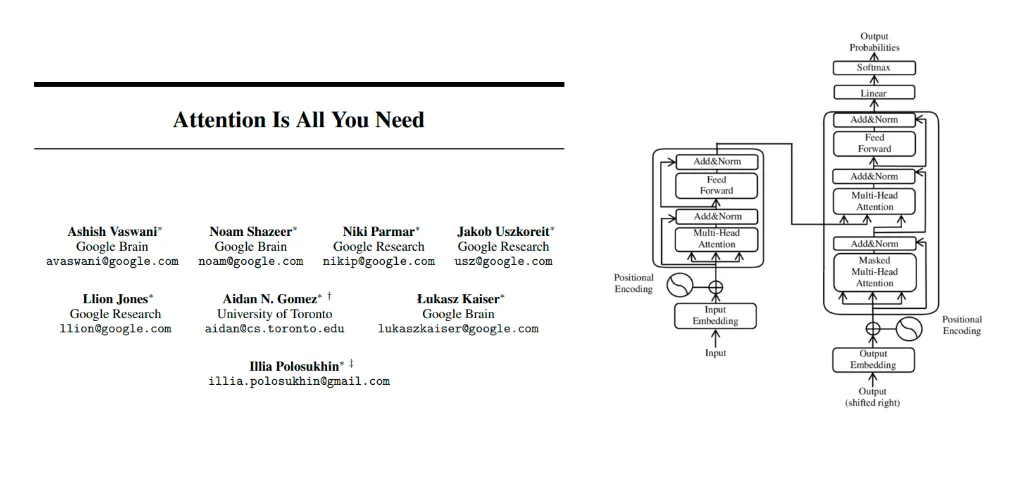 Attention Is All You Need
Ashish Vaswani* Noam Shazeer* Niki Parmar* Jakob Uszkoreit*
Google Brain Google Brain Google Research Google Research
avaswani@google.com noam@google.com nikip@google.com usz@google.com
Llion Jones* Aidan N. Gomez* † Łukasz Kaiser*
Google Research University of Toronto Google Brain
llion@google.com aidan@cs.toronto.edu lukaszkaiser@google.com
Illia Polosukhin* ‡
illia.polosukhin@gmail.com
Output
Probabilities
Softmax
Linear
Add&Norm
Feed
Forward
Add&Norm
Multi-Head
Attention
Add&Norm
Masked
Multi-Head
Attention
Positional
Encoding
Output
Embedding
Output
(shifted right)
Add&Norm
Feed
Forward
Add&Norm
Multi-Head
Attention
Positional
Encoding
Input
Embedding
Input